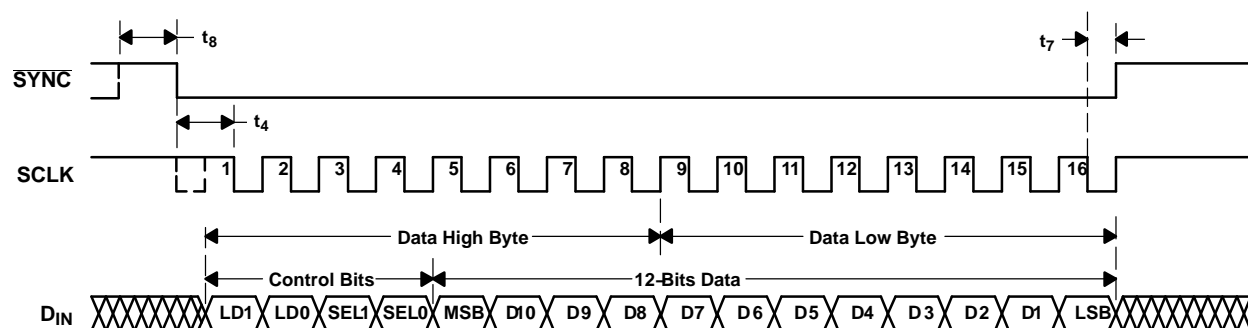 t8
t7
SYNC
t4
SCLK
1 2 3 4 5 6 7 8 9 10 11 12 13 14 15 16
Data High Byte Data Low Byte
Control Bits 12-Bits Data
DIN LD1 LD0 SEL1 SEL0 MSB D10 D9 D8 D7 D6 D5 D4 D3 D2 D1 LSB